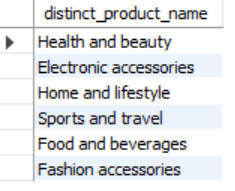 distinct_product_name
Health and beauty
Electronic accessories
Home and lifestyle
Sports and travel
Food and beverages
Fashion accessories